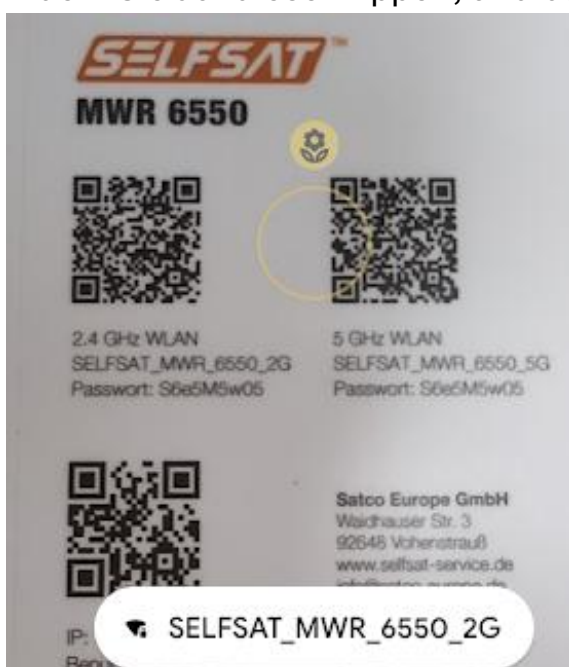 SELFSAT™
MWR 6550
2.4 GHz WLAN
SELFSAT_MWR_6550_2G
Passwort: S6e5M5w05
5 GHz WLAN
SELFSAT_MWR_6550_5G
Passwort: S6e5M5w05
Satco Europe GmbH
Waidhauser Str. 3
92648 Vohenstrauß
www.selfsat-service.de
IP:
SELFSAT_MWR_6550_2G